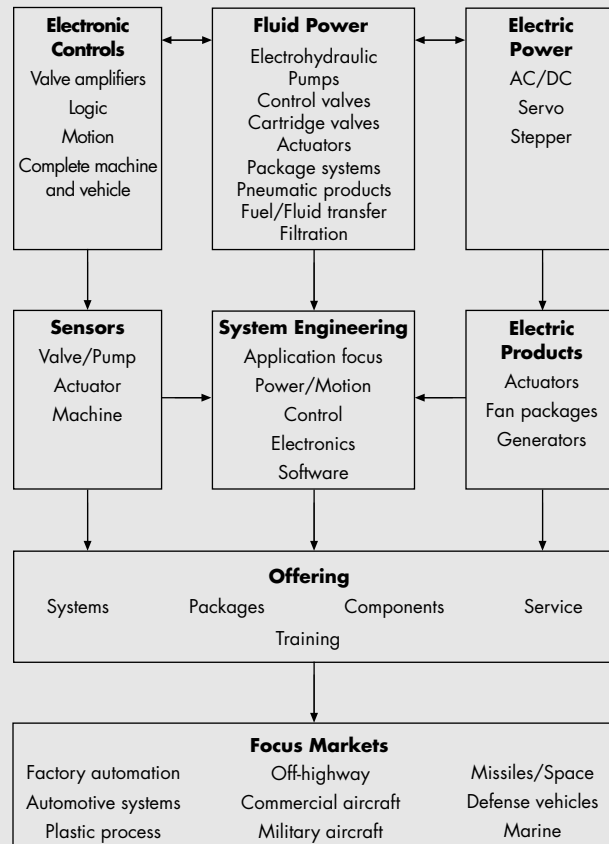 Electronic
Controls
Valve amplifiers
Logic
Motion
Complete machine
and vehicle
Fluid Power
Electrohydraulic
Pumps
Control valves
Cartridge valves
Actuators
Package systems
Pneumatic products
Fuel/Fluid transfer
Filtration
Electric
Power
AC/DC
Servo
Stepper
Sensors
Valve/Pump
Actuator
Machine
System Engineering
Application focus
Power/Motion
Control
Electronics
Software
Electric
Products
Actuators
Fan packages
Generators
Offering
Systems Packages Components Service
Training
Focus Markets
Factory automation Off-highway Missiles/Space
Automotive systems Commercial aircraft Defense vehicles
Plastic process Military aircraft Marine